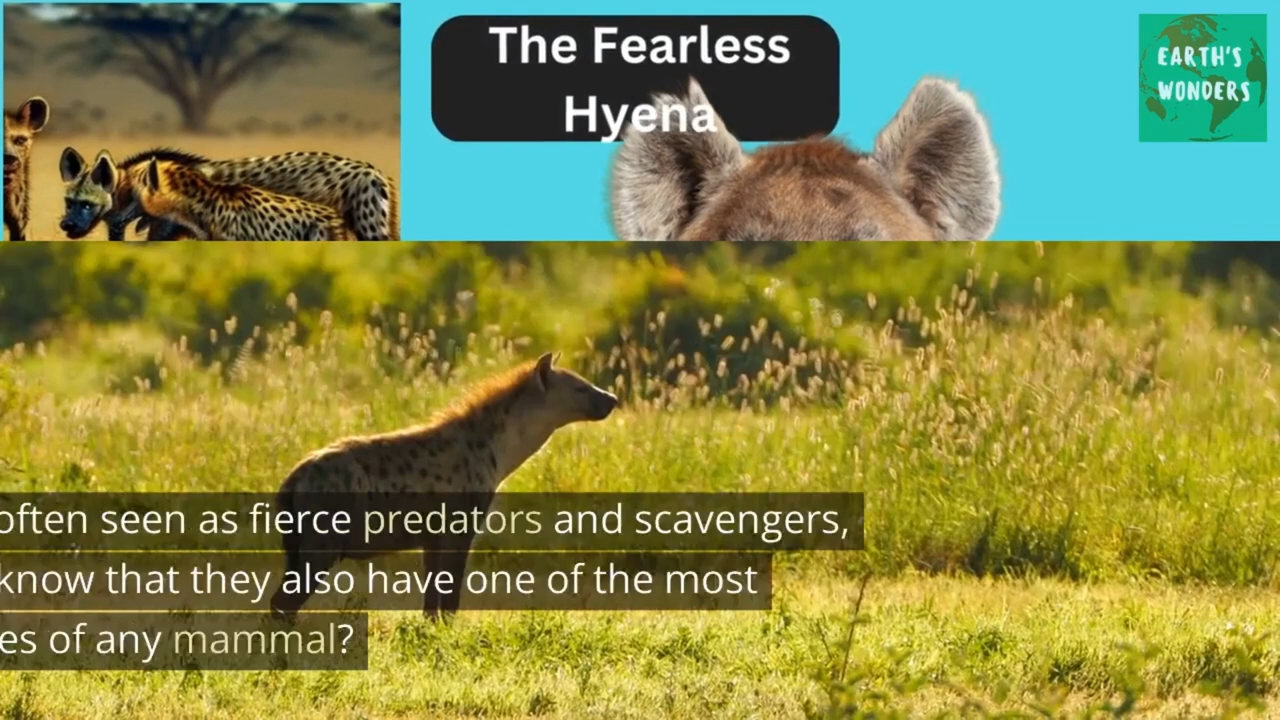 The Fearless
Hyena
EARTH'S
WONDERS
often seen as fierce predators and scavengers,
know that they also have one of the most
es of any mammal?